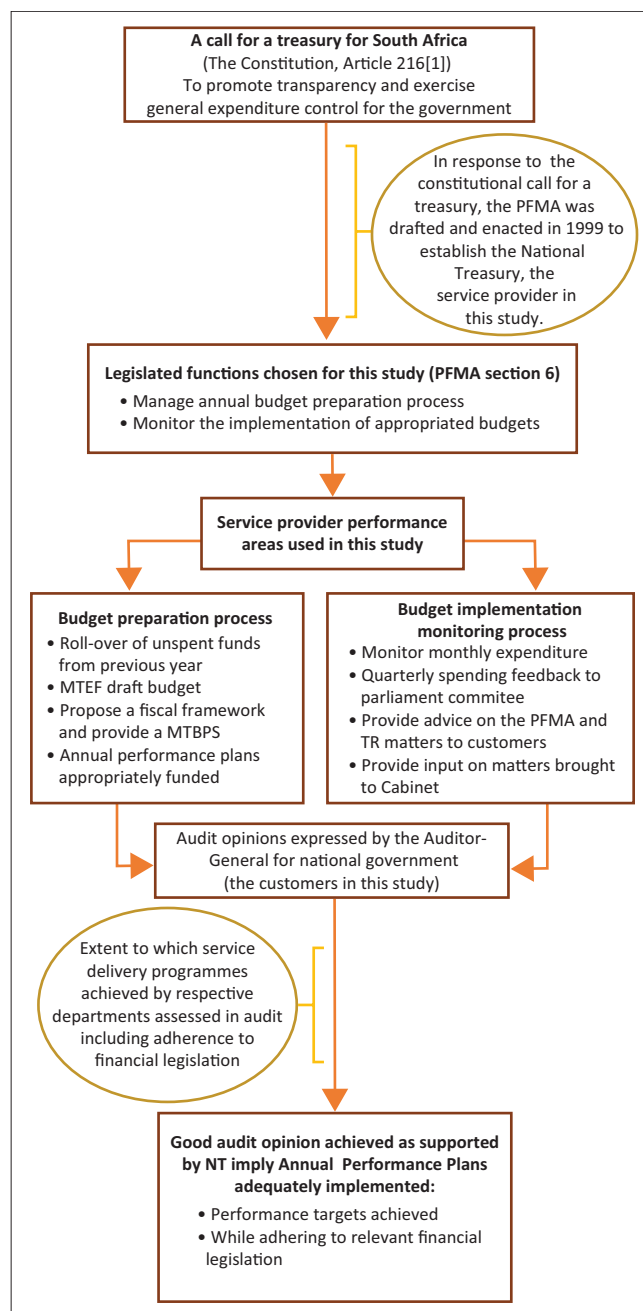 A call for a treasury for South Africa
(The Constitution, Article 216[1])
To promote transparency and exercise
general expenditure control for the government
In response to the
constitutional call for a
treasury, the PFMA was
drafted and enacted in 1999 to
establish the National
Treasury, the
service provider in
this study.
Legislated functions chosen for this study (PFMA section 6)
• Manage annual budget preparation process
• Monitor the implementation of appropriated budgets
Service provider performance
areas used in this study
Budget preparation process
• Roll-over of unspent funds
from previous year
• MTEF draft budget
• Propose a fiscal framework
and provide a MTBPS
• Annual performance plans
appropriately funded
Budget implementation
monitoring process
• Monitor monthly expenditure
• Quarterly spending feedback to
parliament commitee
• Provide advice on the PFMA and
TR matters to customers
• Provide input on matters brought
to Cabinet
Audit opinions expressed by the Auditor-
General for national government
(the customers in this study)
Extent to which service
delivery programmes
achieved by respective
departments assessed in audit
including adherence to
financial legislation
Good audit opinion achieved as supported
by NT imply Annual Performance Plans
adequately implemented:
• Performance targets achieved
• While adhering to relevant financial
legislation